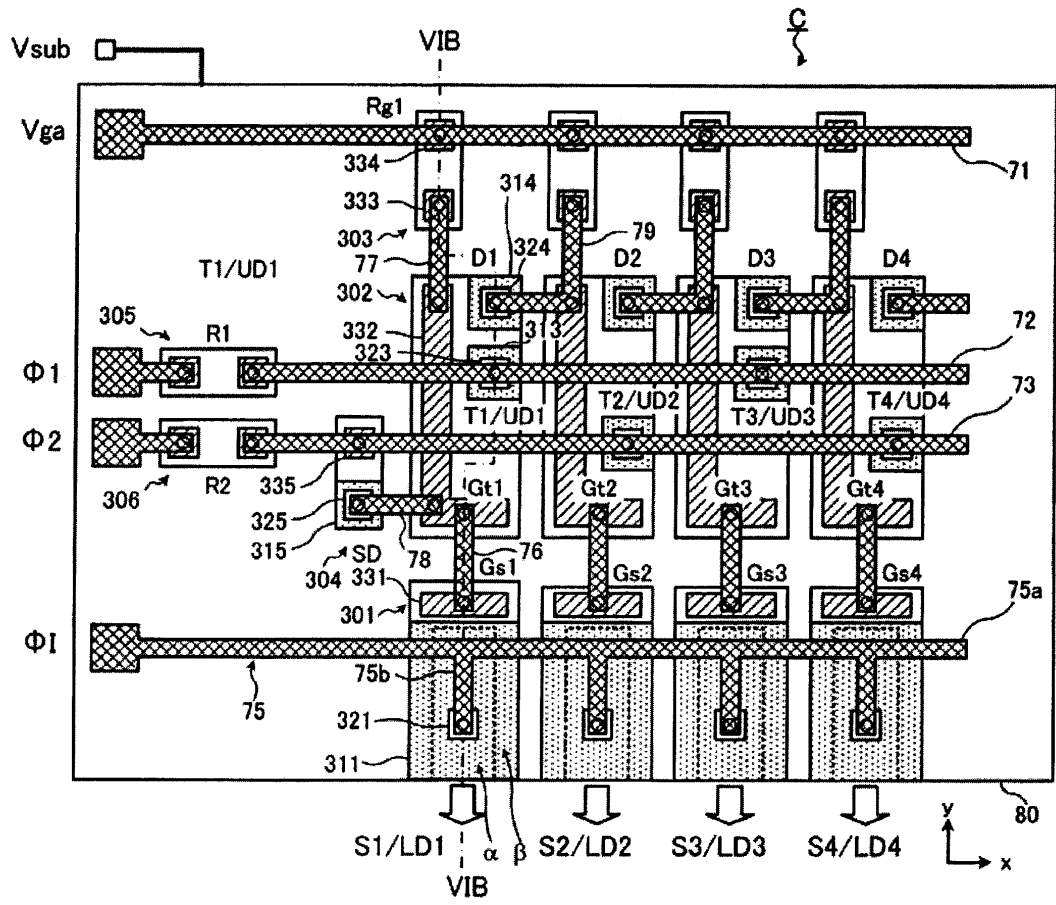 C
Vsub
VIB
Rg1
Vga
334
71
333
314
303
79
77
D1
324
D2
D3
D4
T1/UD1
302
305
332
313
R1
323
72
Φ1
T1/UD1
T2/UD2
T3/UD3
T4/UD4
73
Φ2
306
R2
335
Gt1
Gt2
Gt3
Gt4
325
315
78
76
304
SD
Gs1
Gs2
Gs3
Gs4
331
301
75a
ΦI
75
75b
321
311
80
S1/LD1
α
β
S2/LD2
S3/LD3
S4/LD4
y
x
VIB